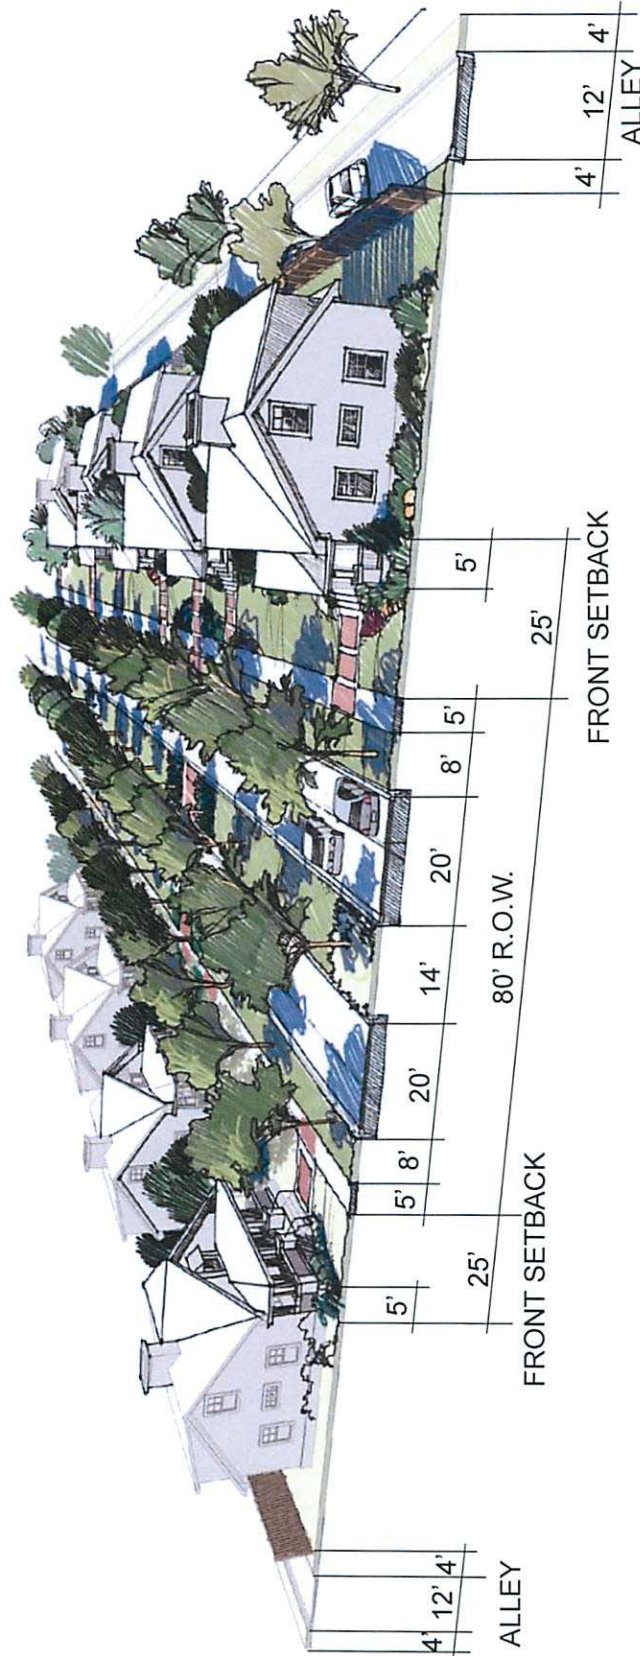 4' 12' 4'
ALLEY
5'
25'
FRONT SETBACK
5' 8' 20' 14' 20' 8' 5'
80' R.O.W.
5'
25'
FRONT SETBACK
4' 12' 4'
ALLEY